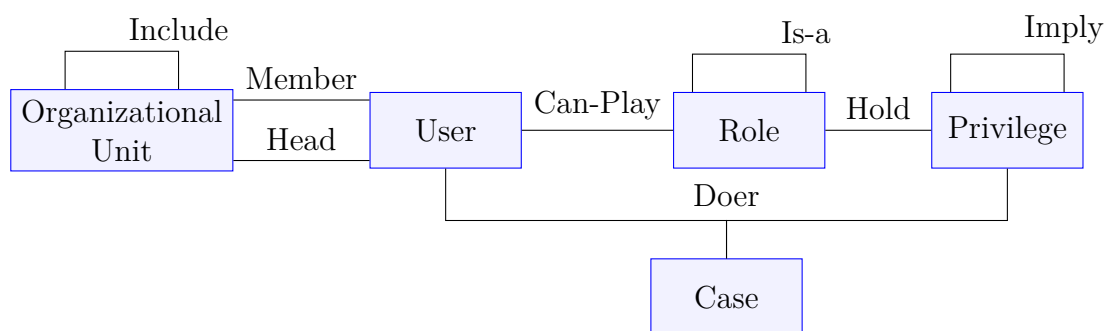 Include
Is-a
Imply
Member
Organizational
Unit
Head
User
Can-Play
Role
Hold
Privilege
Doer
Case